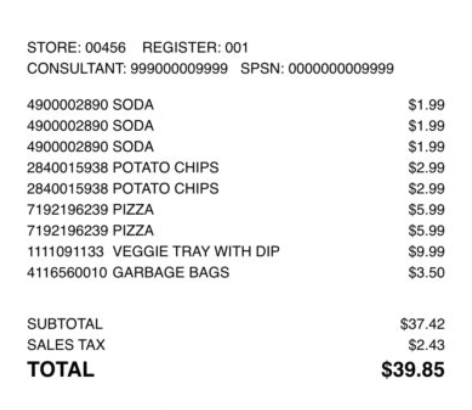 STORE: 00456 REGISTER: 001
CONSULTANT: 999000009999 SPSN: 0000000009999
4900002890 SODA $1.99
4900002890 SODA $1.99
4900002890 SODA $1.99
2840015938 POTATO CHIPS $2.99
2840015938 POTATO CHIPS $2.99
7192196239 PIZZA $5.99
7192196239 PIZZA $5.99
1111091133 VEGGIE TRAY WITH DIP $9.99
4116560010 GARBAGE BAGS $3.50
SUBTOTAL $37.42
SALES TAX $2.43
TOTAL $39.85